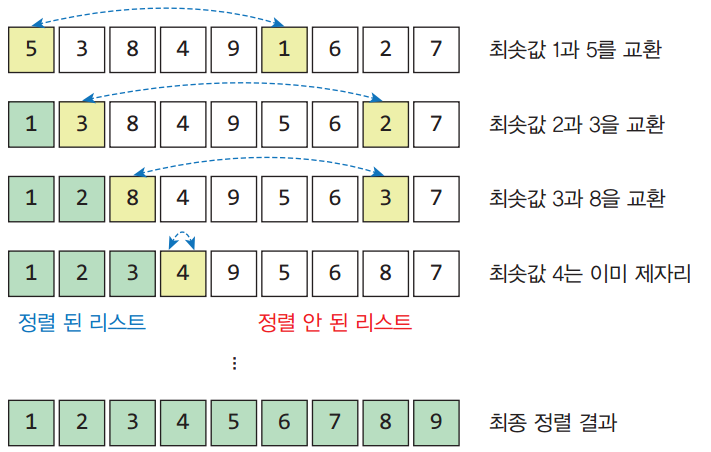 5 3 8 4 9 1 6 2 7 최솟값 1과 5를 교환
1 3 8 4 9 5 6 2 7 최솟값 2과 3을 교환
1 2 8 4 9 5 6 3 7 최솟값 3과 8을 교환
1 2 3 4 9 5 6 8 7 최솟값 4는 이미 제자리
정렬 된 리스트 정렬 안 된 리스트
⋮
1 2 3 4 5 6 7 8 9 최종 정렬 결과